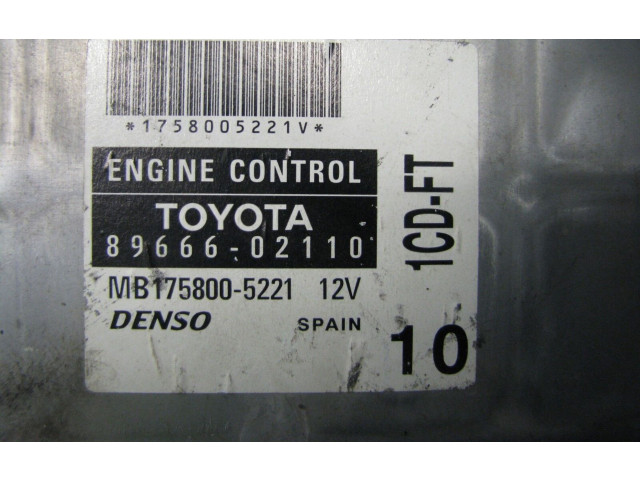 *1758005221V*
ENGINE CONTROL
TOYOTA
89666-02110
MB175800-5221 12V
DENSO SPAIN
1CD-FT
10